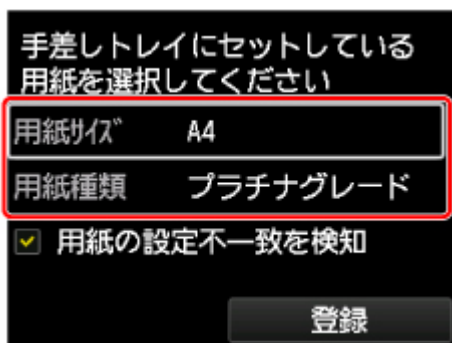 手差しトレイにセットしている
用紙を選択してください
用紙ｻｲｽﾞ A4
用紙種類 プラチナグレード
用紙の設定不一致を検知
登録